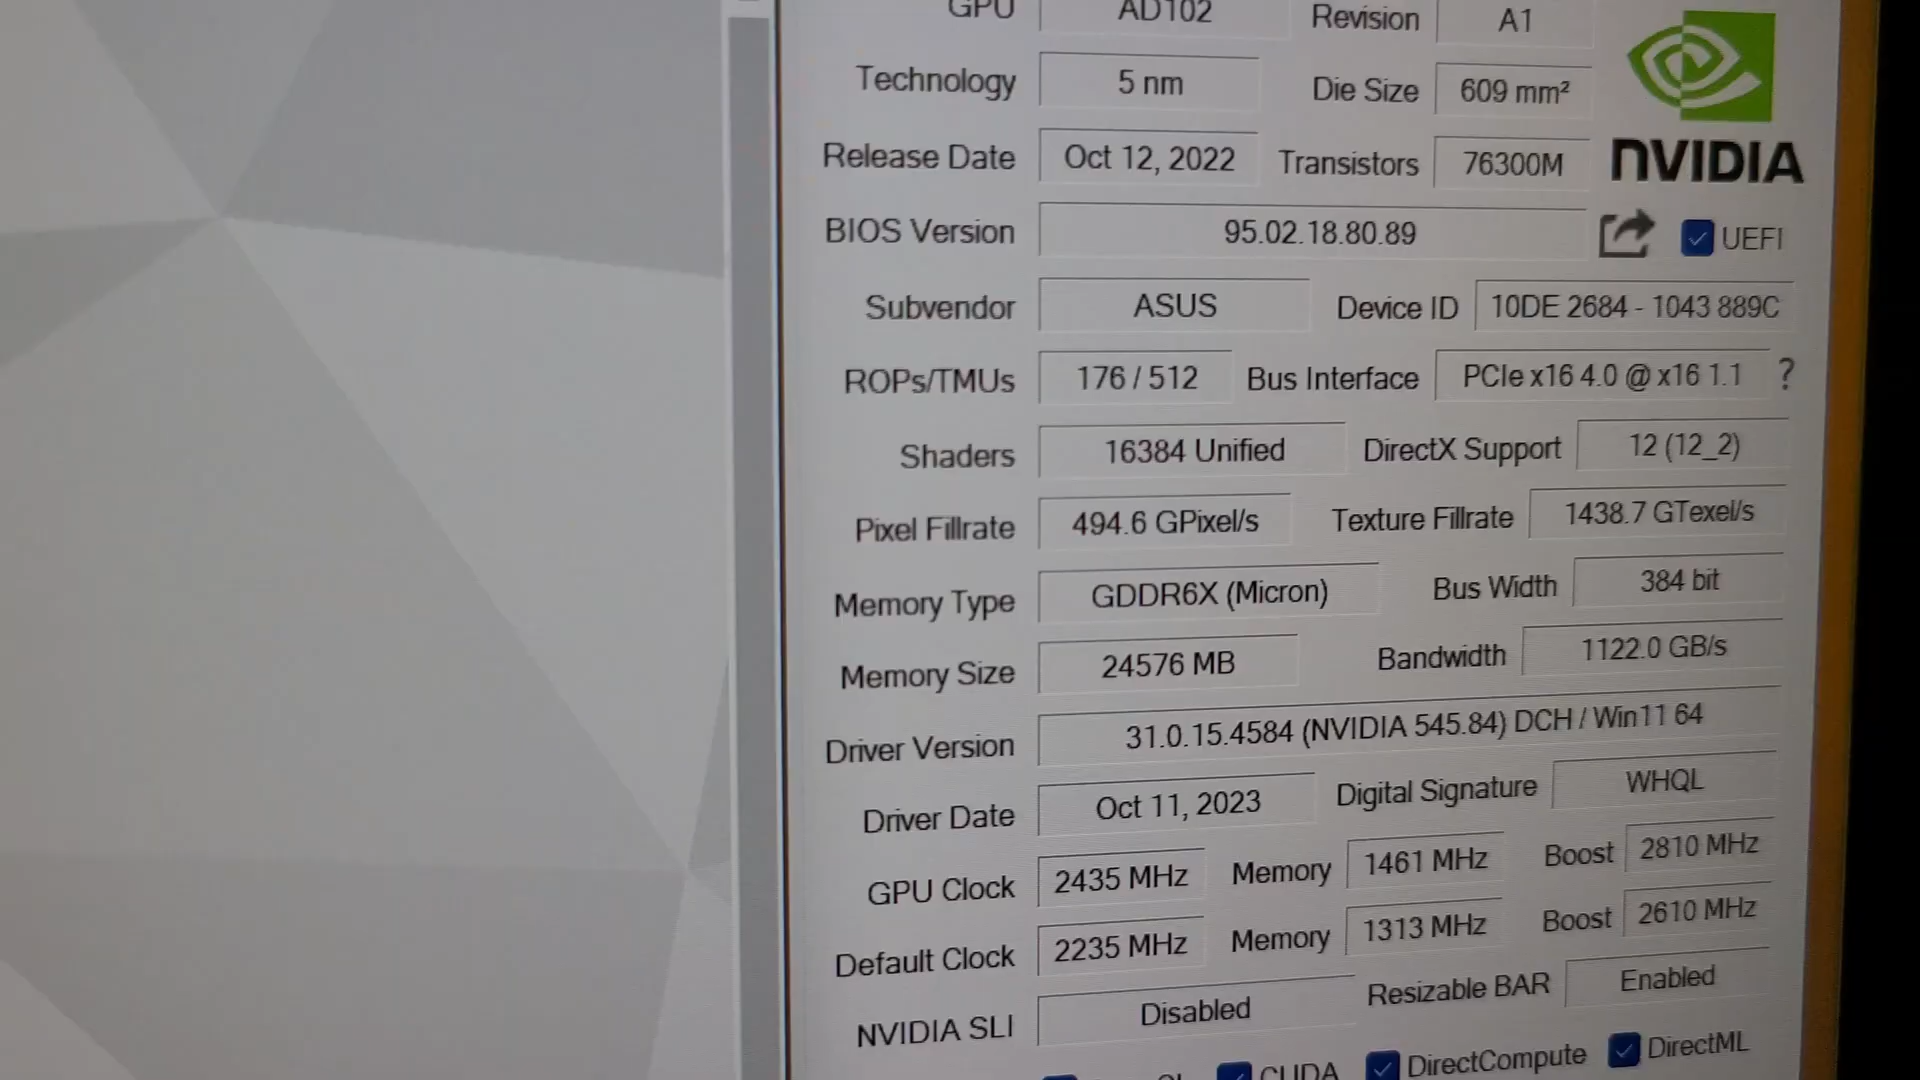 GPU AD102 Revision A1
Technology 5 nm Die Size 609 mm²
Release Date Oct 12, 2022 Transistors 76300M
NVIDIA
BIOS Version 95.02.18.80.89 UEFI
Subvendor ASUS Device ID 10DE 2684 - 1043 889C
ROPs/TMUs 176 / 512 Bus Interface PCIe x16 4.0 @ x16 1.1 ?
Shaders 16384 Unified DirectX Support 12 (12_2)
Pixel Fillrate 494.6 GPixel/s Texture Fillrate 1438.7 GTexel/s
Memory Type GDDR6X (Micron) Bus Width 384 bit
Memory Size 24576 MB Bandwidth 1122.0 GB/s
Driver Version 31.0.15.4584 (NVIDIA 545.84) DCH / Win11 64
Driver Date Oct 11, 2023 Digital Signature WHQL
GPU Clock 2435 MHz Memory 1461 MHz Boost 2810 MHz
Default Clock 2235 MHz Memory 1313 MHz Boost 2610 MHz
NVIDIA SLI Disabled Resizable BAR Enabled
CUDA DirectCompute DirectML